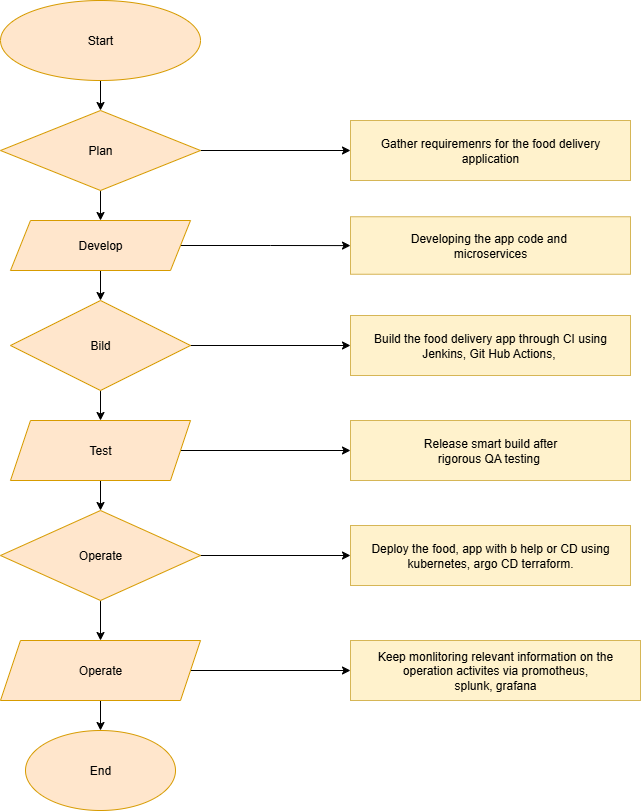 Start
Plan
Gather requiremenrs for the food delivery
application
Develop
Developing the app code and
microservices
Bild
Build the food delivery app through CI using
Jenkins, Git Hub Actions,
Test
Release smart build after
rigorous QA testing
Operate
Deploy the food, app with b help or CD using
kubernetes, argo CD terraform.
Operate
Keep monlitoring relevant information on the
operation activites via promotheus,
splunk, grafana
End